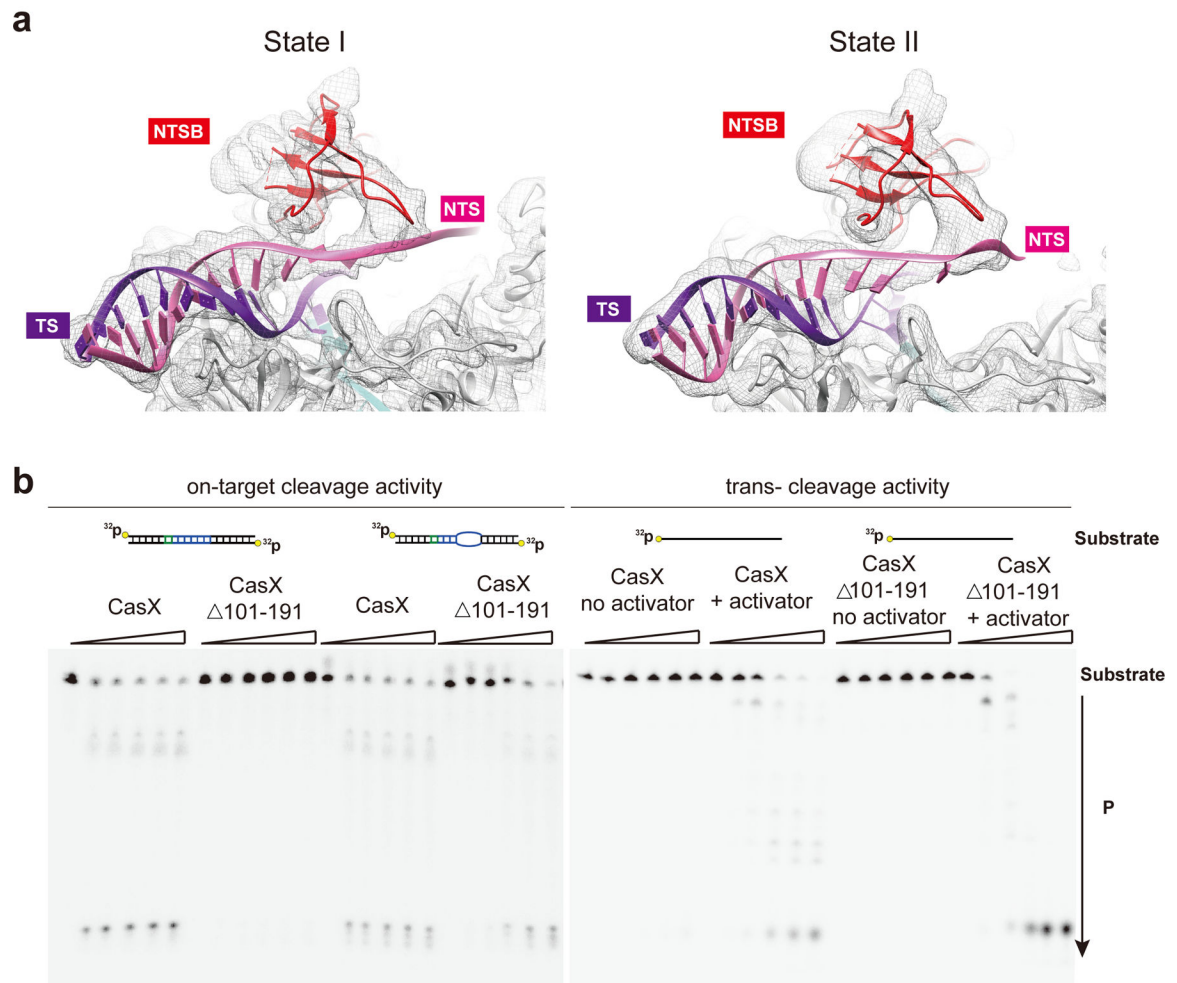 a
State I
State II
NTSB
NTS
TS
NTSB
NTS
TS
b
on-target cleavage activity
trans- cleavage activity
³²p
³²p
³²p
³²p
³²p
³²p
Substrate
CasX
CasX
△101-191
CasX
CasX
△101-191
CasX
no activator
CasX
+ activator
CasX
△101-191
no activator
CasX
△101-191
+ activator
Substrate
P